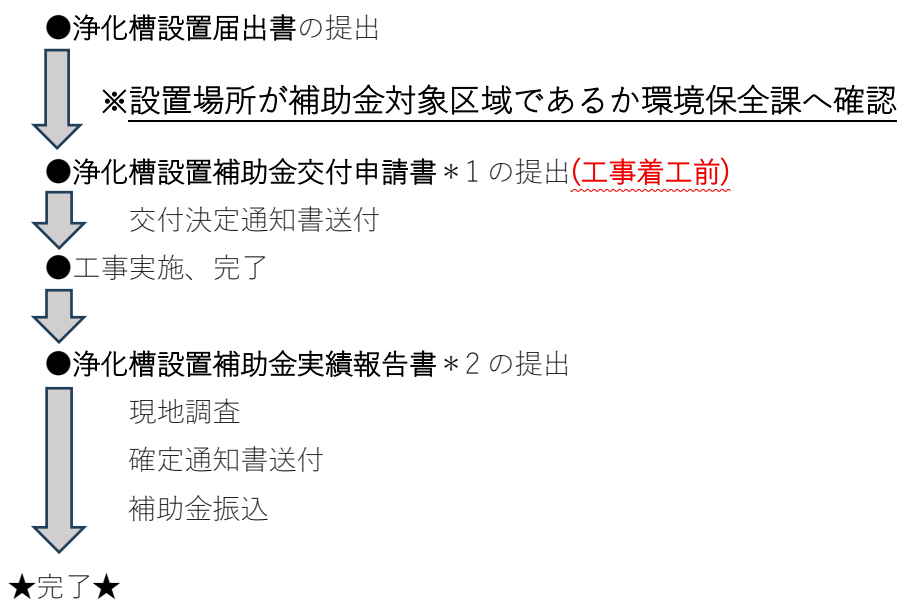 ●浄化槽設置届出書の提出
※設置場所が補助金対象区域であるか環境保全課へ確認
●浄化槽設置補助金交付申請書＊1の提出(工事着工前)
交付決定通知書送付
●工事実施、完了
●浄化槽設置補助金実績報告書＊2の提出
現地調査
確定通知書送付
補助金振込
★完了★